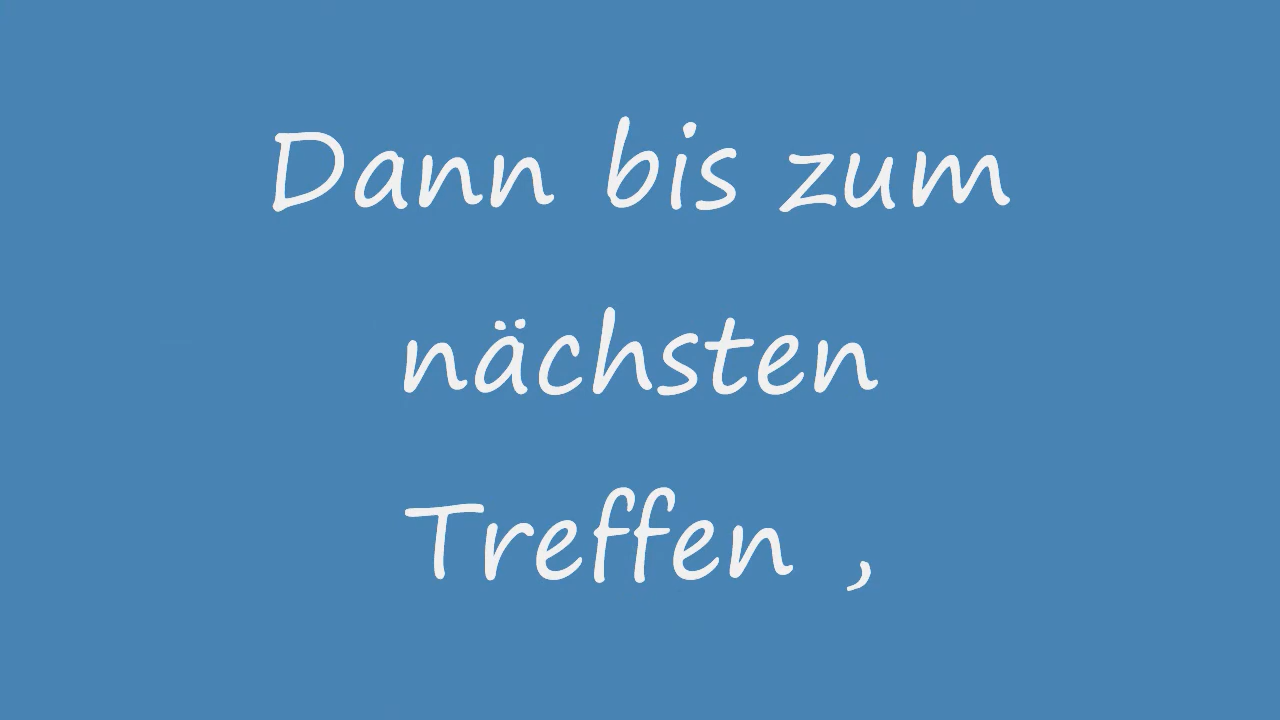 Dann bis zum
nächsten
Treffen ,